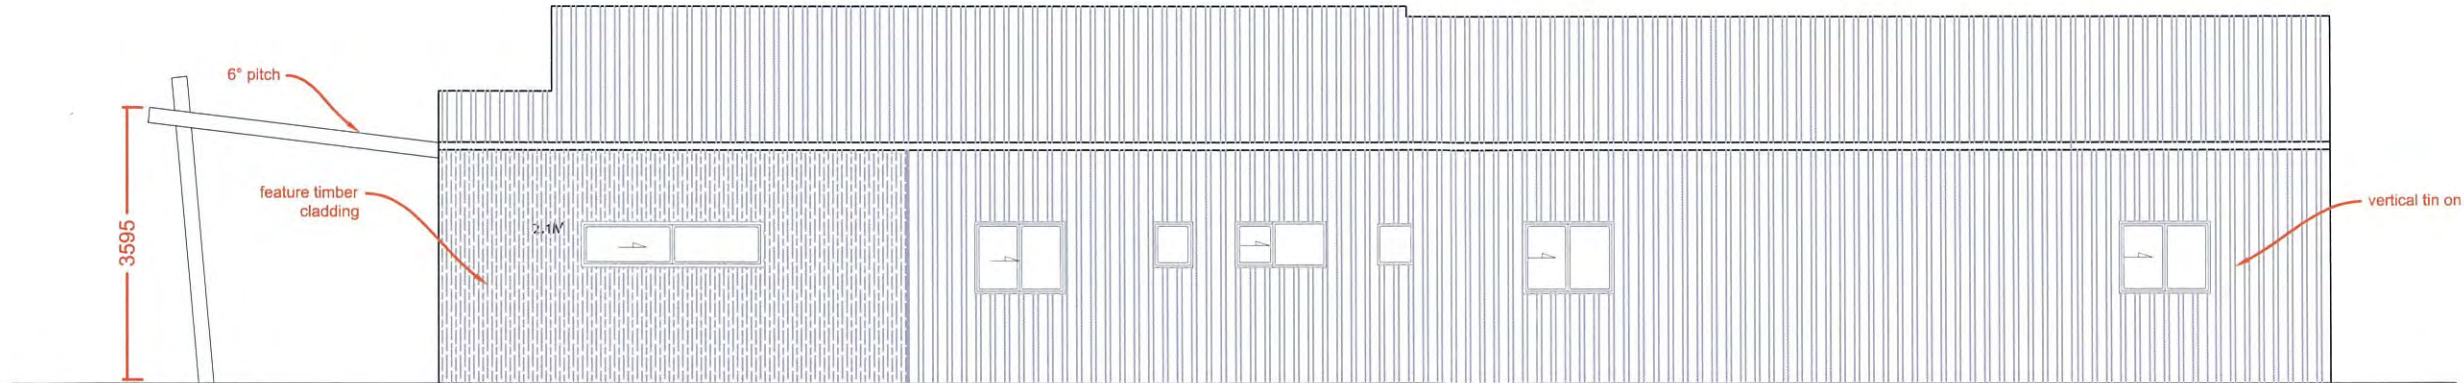 6° pitch
3595
feature timber
cladding
2.1M
vertical tin on